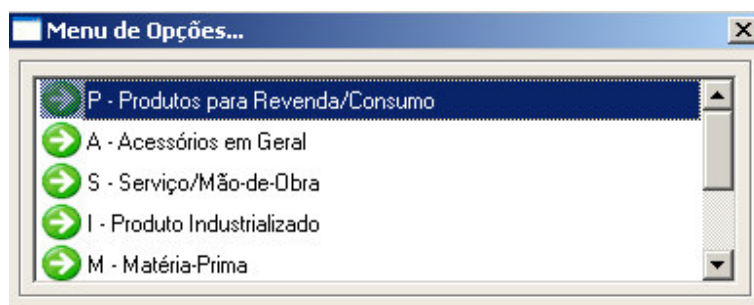 Menu de Opções...
P - Produtos para Revenda/Consumo
A - Acessórios em Geral
S - Serviço/Mão-de-Obra
I - Produto Industrializado
M - Matéria-Prima